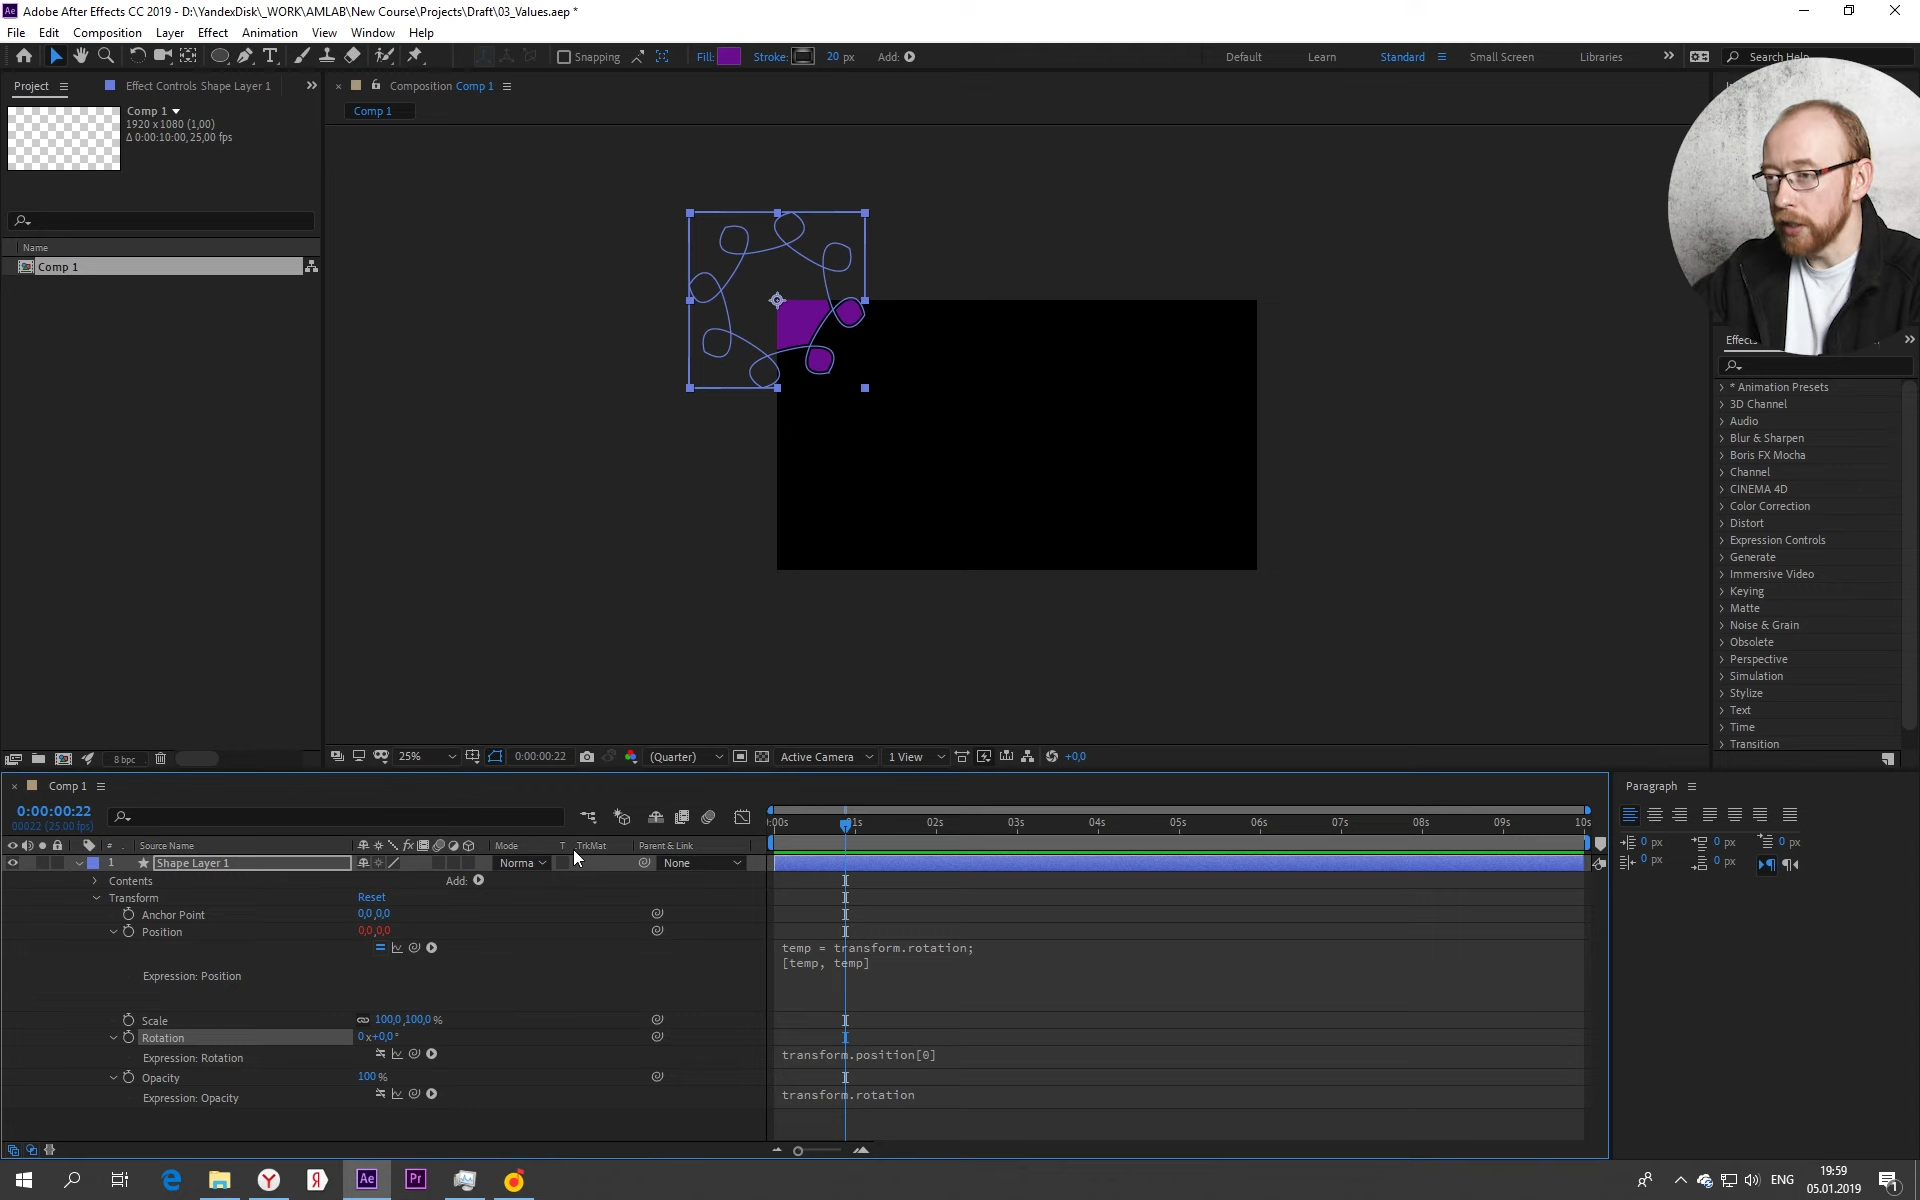 Adobe After Effects CC 2019 - D:\YandexDisk\_WORK\AMLAB\New Course\Projects\Draft\03_Values.aep *
File Edit Composition Layer Effect Animation View Window Help
Snapping Fill: Stroke: 20 px Add: Default Learn Standard Small Screen Libraries Search Help
Project Effect Controls Shape Layer 1 Composition Comp 1
Comp 1
1920 x 1080 (1,00)
Δ 0:00:10:00, 25,00 fps
Comp 1
Name
Comp 1
Effects
* Animation Presets
3D Channel
Audio
Blur & Sharpen
Boris FX Mocha
Channel
CINEMA 4D
Color Correction
Distort
Expression Controls
Generate
Immersive Video
Keying
Matte
Noise & Grain
Obsolete
Perspective
Simulation
Stylize
Text
Time
Transition
8 bpc 25% 0:00:00:22 (Quarter) Active Camera 1 View +0,0
Comp 1
0:00:00:22
00022 (25.00 fps)
:00s 01s 02s 03s 04s 05s 06s 07s 08s 09s 10s
# Source Name Mode T TrkMat Parent & Link
1 Shape Layer 1 Norma None
Contents Add:
Transform Reset
Anchor Point 0,0,0,0
Position 0,0,0,0
temp = transform.rotation;
[temp, temp]
Expression: Position
Scale 100,0,100,0 %
Rotation 0 x+0,0 °
Expression: Rotation transform.position[0]
Opacity 100 %
Expression: Opacity transform.rotation
Paragraph
0 px 0 px 0 px
0 px 0 px
Ae Pr
Я
ENG
19:59
05.01.2019
1